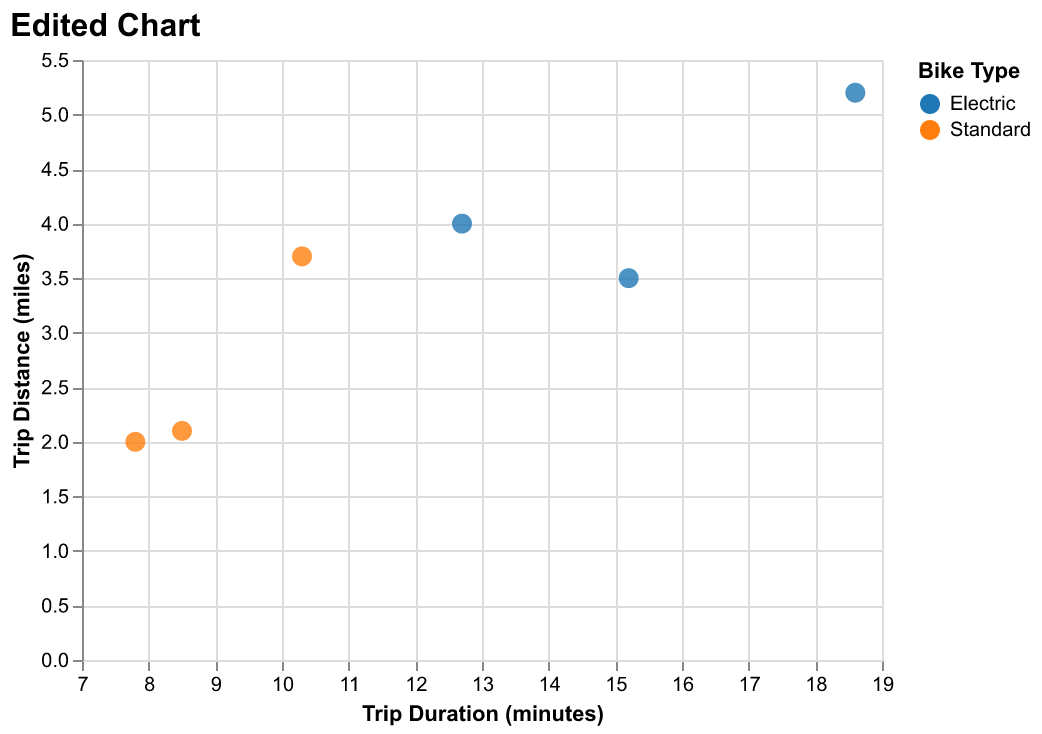 Edited Chart
5.5
5.0
4.5
4.0
3.5
3.0
2.5
2.0
1.5
1.0
0.5
0.0
Trip Distance (miles)
7 8 9 10 11 12 13 14 15 16 17 18 19
Trip Duration (minutes)
Bike Type
Electric
Standard